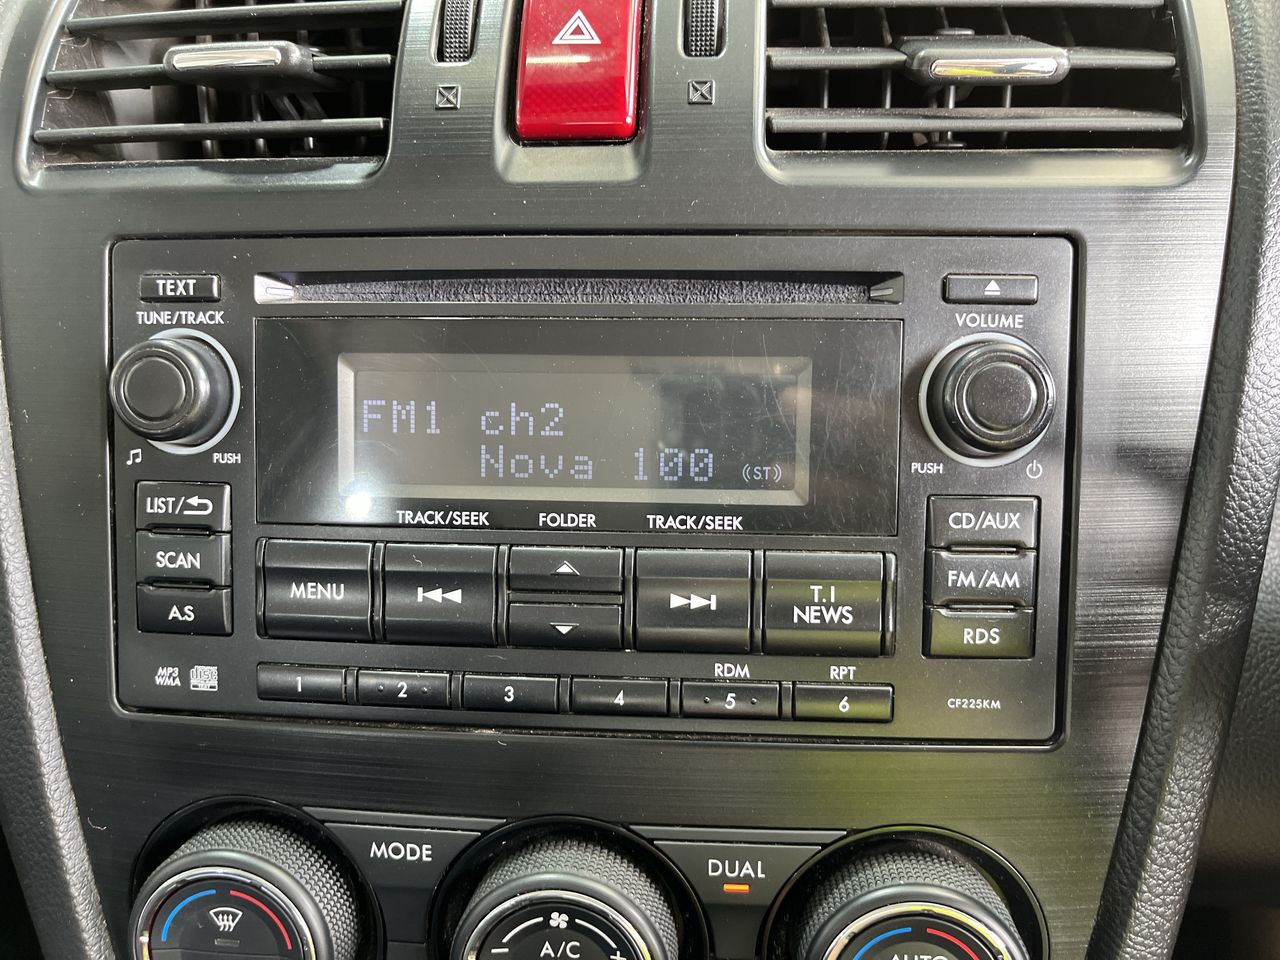 TEXT
TUNE/TRACK
VOLUME
FM1 ch2
Nova 100 (ST)
PUSH
PUSH
TRACK/SEEK FOLDER TRACK/SEEK
LIST/
SCAN
A.S
MENU
T.I
NEWS
CD/AUX
FM/AM
RDS
RDM
RPT
MP3
WMA
1 2 3 4 5 6
CF225KM
MODE
DUAL
A/C
- +
AUTO